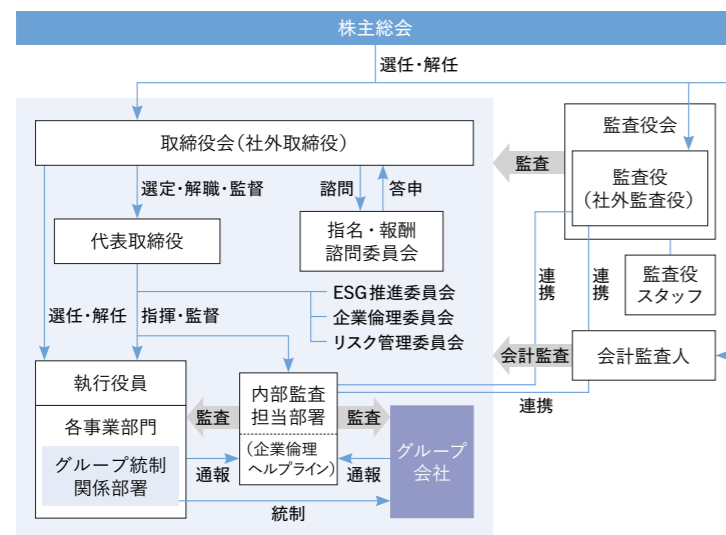 株主総会
選任・解任
取締役会（社外取締役）
監査役会
監査
監査役
（社外監査役）
選定・解職・監督
諮問
答申
代表取締役
指名・報酬
諮問委員会
監査役
スタッフ
連携
連携
ESG推進委員会
企業倫理委員会
リスク管理委員会
選任・解任
指揮・監督
会計監査
会計監査人
執行役員
内部監査
担当部署
連携
各事業部門
監査
監査
（企業倫理
ヘルプライン）
グループ
会社
グループ統制
関係部署
通報
通報
統制